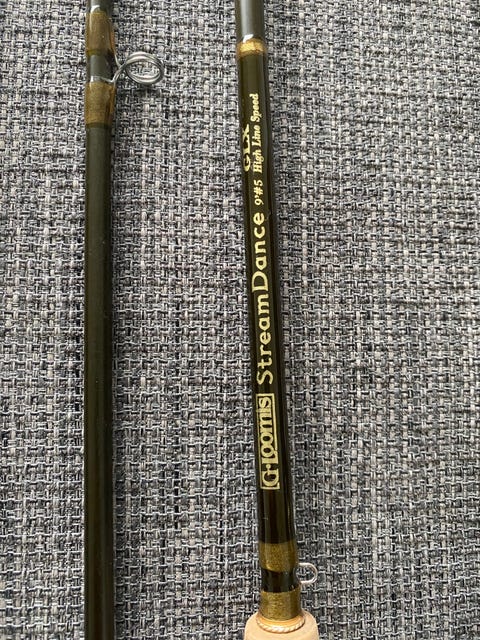 G·Loomis StreamDance 9'#5
GLX
High Line Speed